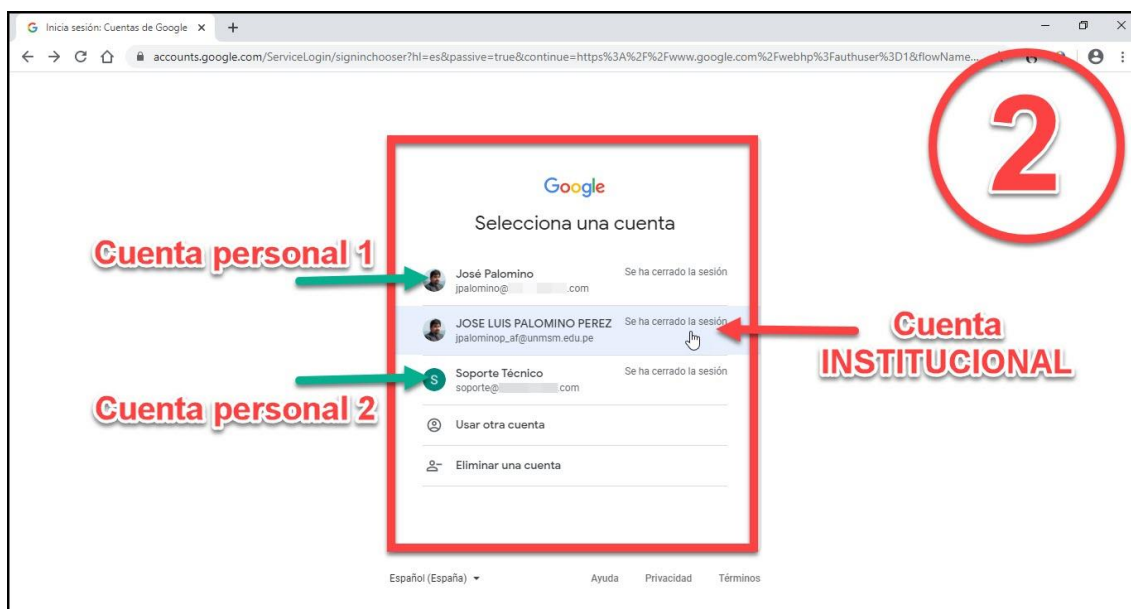 Inicia sesión: Cuentas de Google
accounts.google.com/ServiceLogin/signinchooser?hl=es&passive=true&continue=https%3A%2F%2Fwww.google.com%2Fwebhp%3Fauthuser%3D1&flowName...
2
Google
Selecciona una cuenta
Cuenta personal 1
José Palomino
Se ha cerrado la sesión
jpalomino@ .com
JOSE LUIS PALOMINO PEREZ
Se ha cerrado la sesión
jpalominop_af@unmsm.edu.pe
Cuenta
INSTITUCIONAL
S
Soporte Técnico
Se ha cerrado la sesión
soporte@ com
Cuenta personal 2
Usar otra cuenta
Eliminar una cuenta
Español (España)
Ayuda
Privacidad
Términos